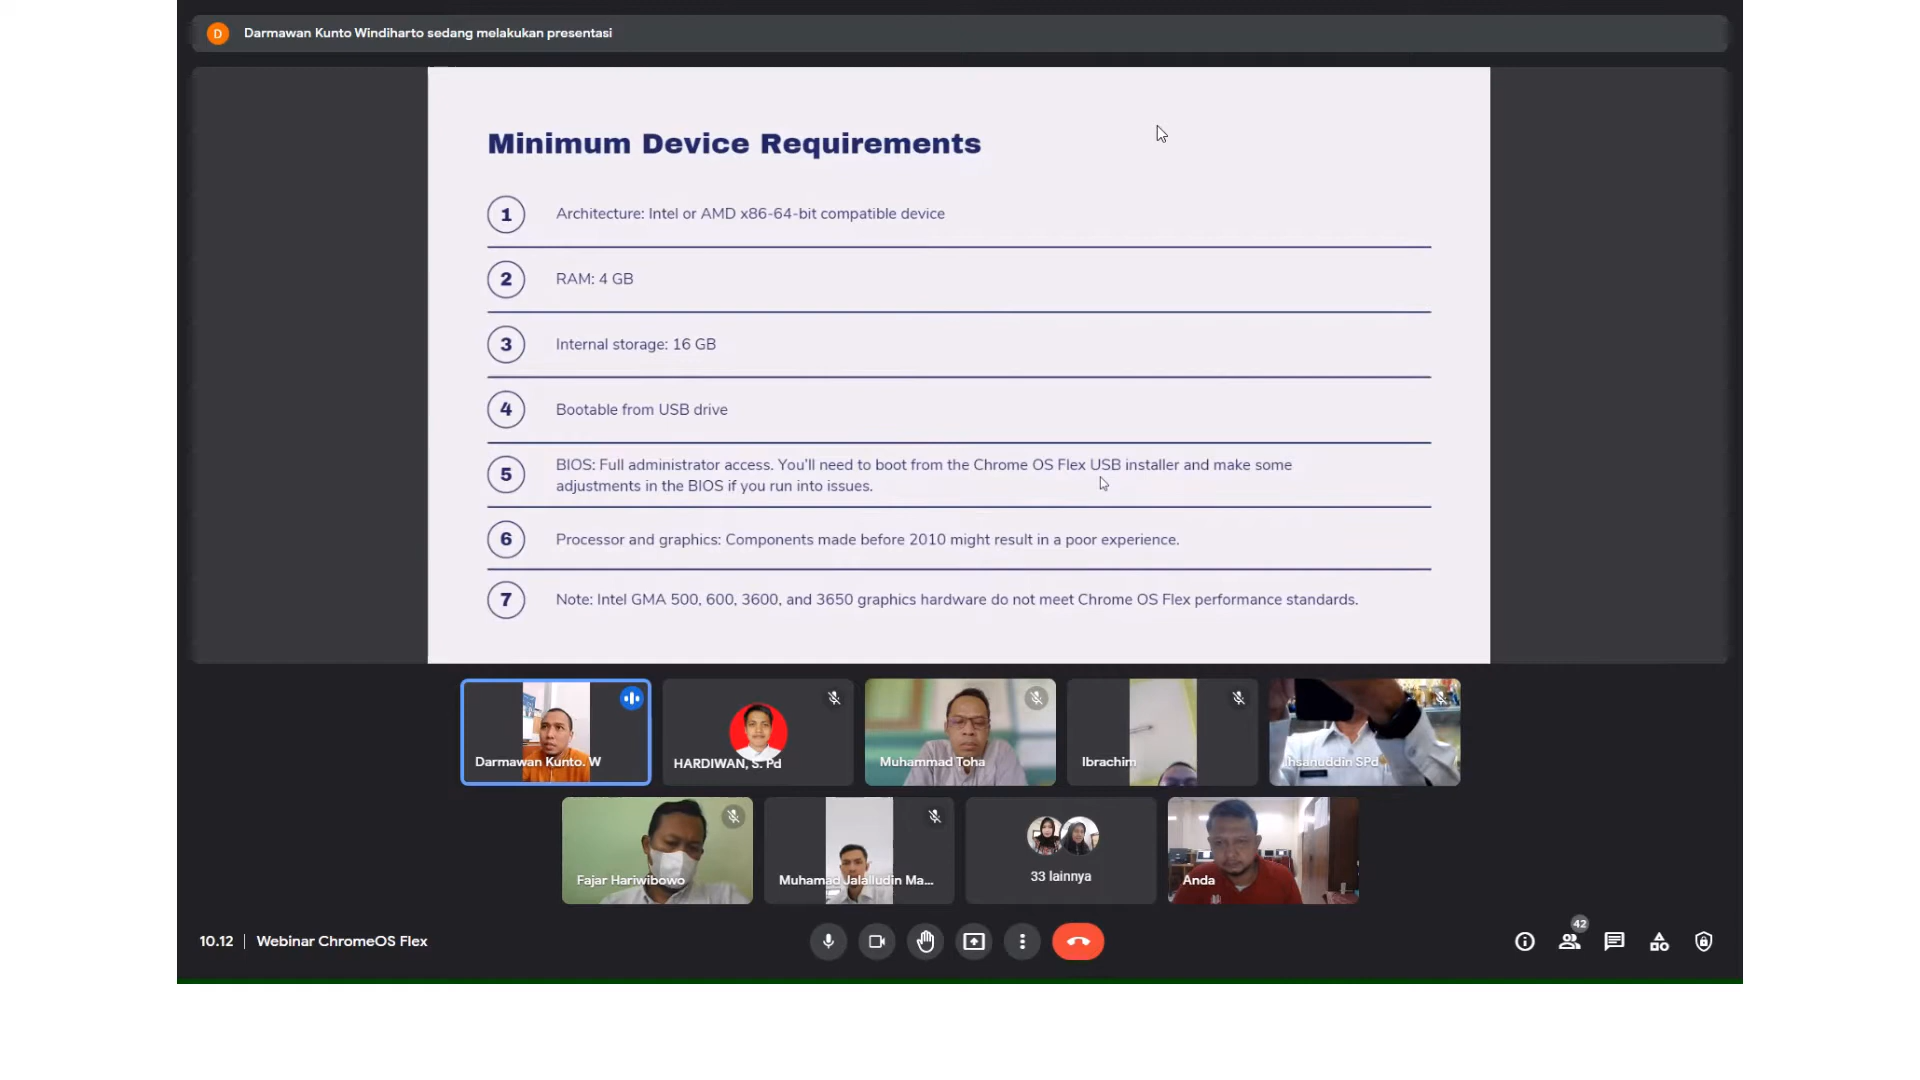 D
Darmawan Kunto Windiharto sedang melakukan presentasi
Minimum Device Requirements
1 Architecture: Intel or AMD x86-64-bit compatible device
2 RAM: 4 GB
3 Internal storage: 16 GB
4 Bootable from USB drive
5 BIOS: Full administrator access. You'll need to boot from the Chrome OS Flex USB installer and make some
adjustments in the BIOS if you run into issues.
6 Processor and graphics: Components made before 2010 might result in a poor experience.
7 Note: Intel GMA 500, 600, 3600, and 3650 graphics hardware do not meet Chrome OS Flex performance standards.
Darmawan Kunto. W
HARDIWAN, S. Pd
Muhammad Toha
Ibrachim
Ihsanuddin SPd
Fajar Hariwibowo
Muhamad Jalalludin Ma...
33 lainnya
Anda
10.12 | Webinar ChromeOS Flex
42